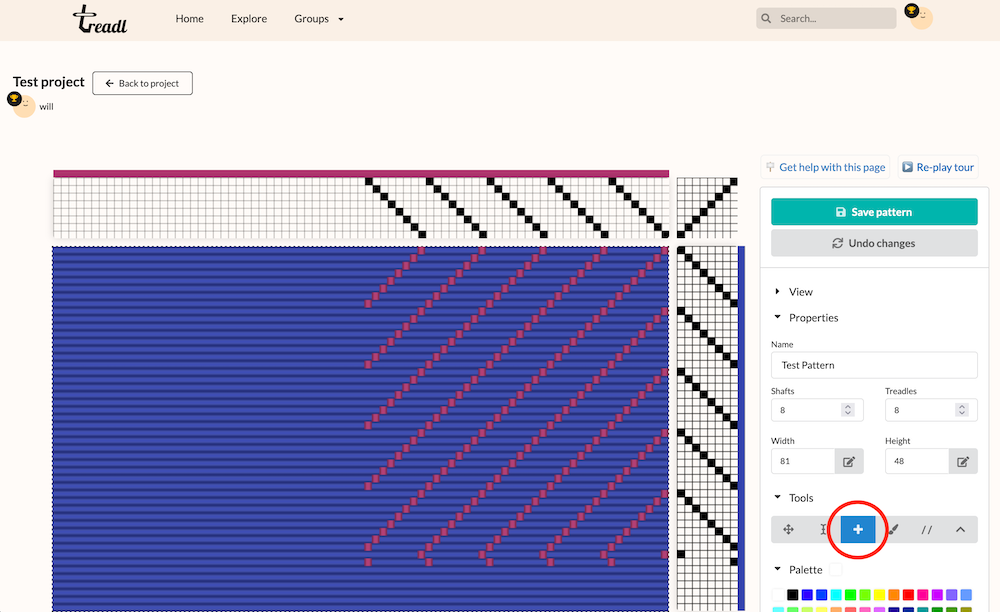 treadl
Home
Explore
Groups
Search...
Test project
Back to project
will
Get help with this page
Re-play tour
Save pattern
Undo changes
View
Properties
Name
Test Pattern
Shafts
Treadles
8
8
Width
Height
81
48
Tools
Palette